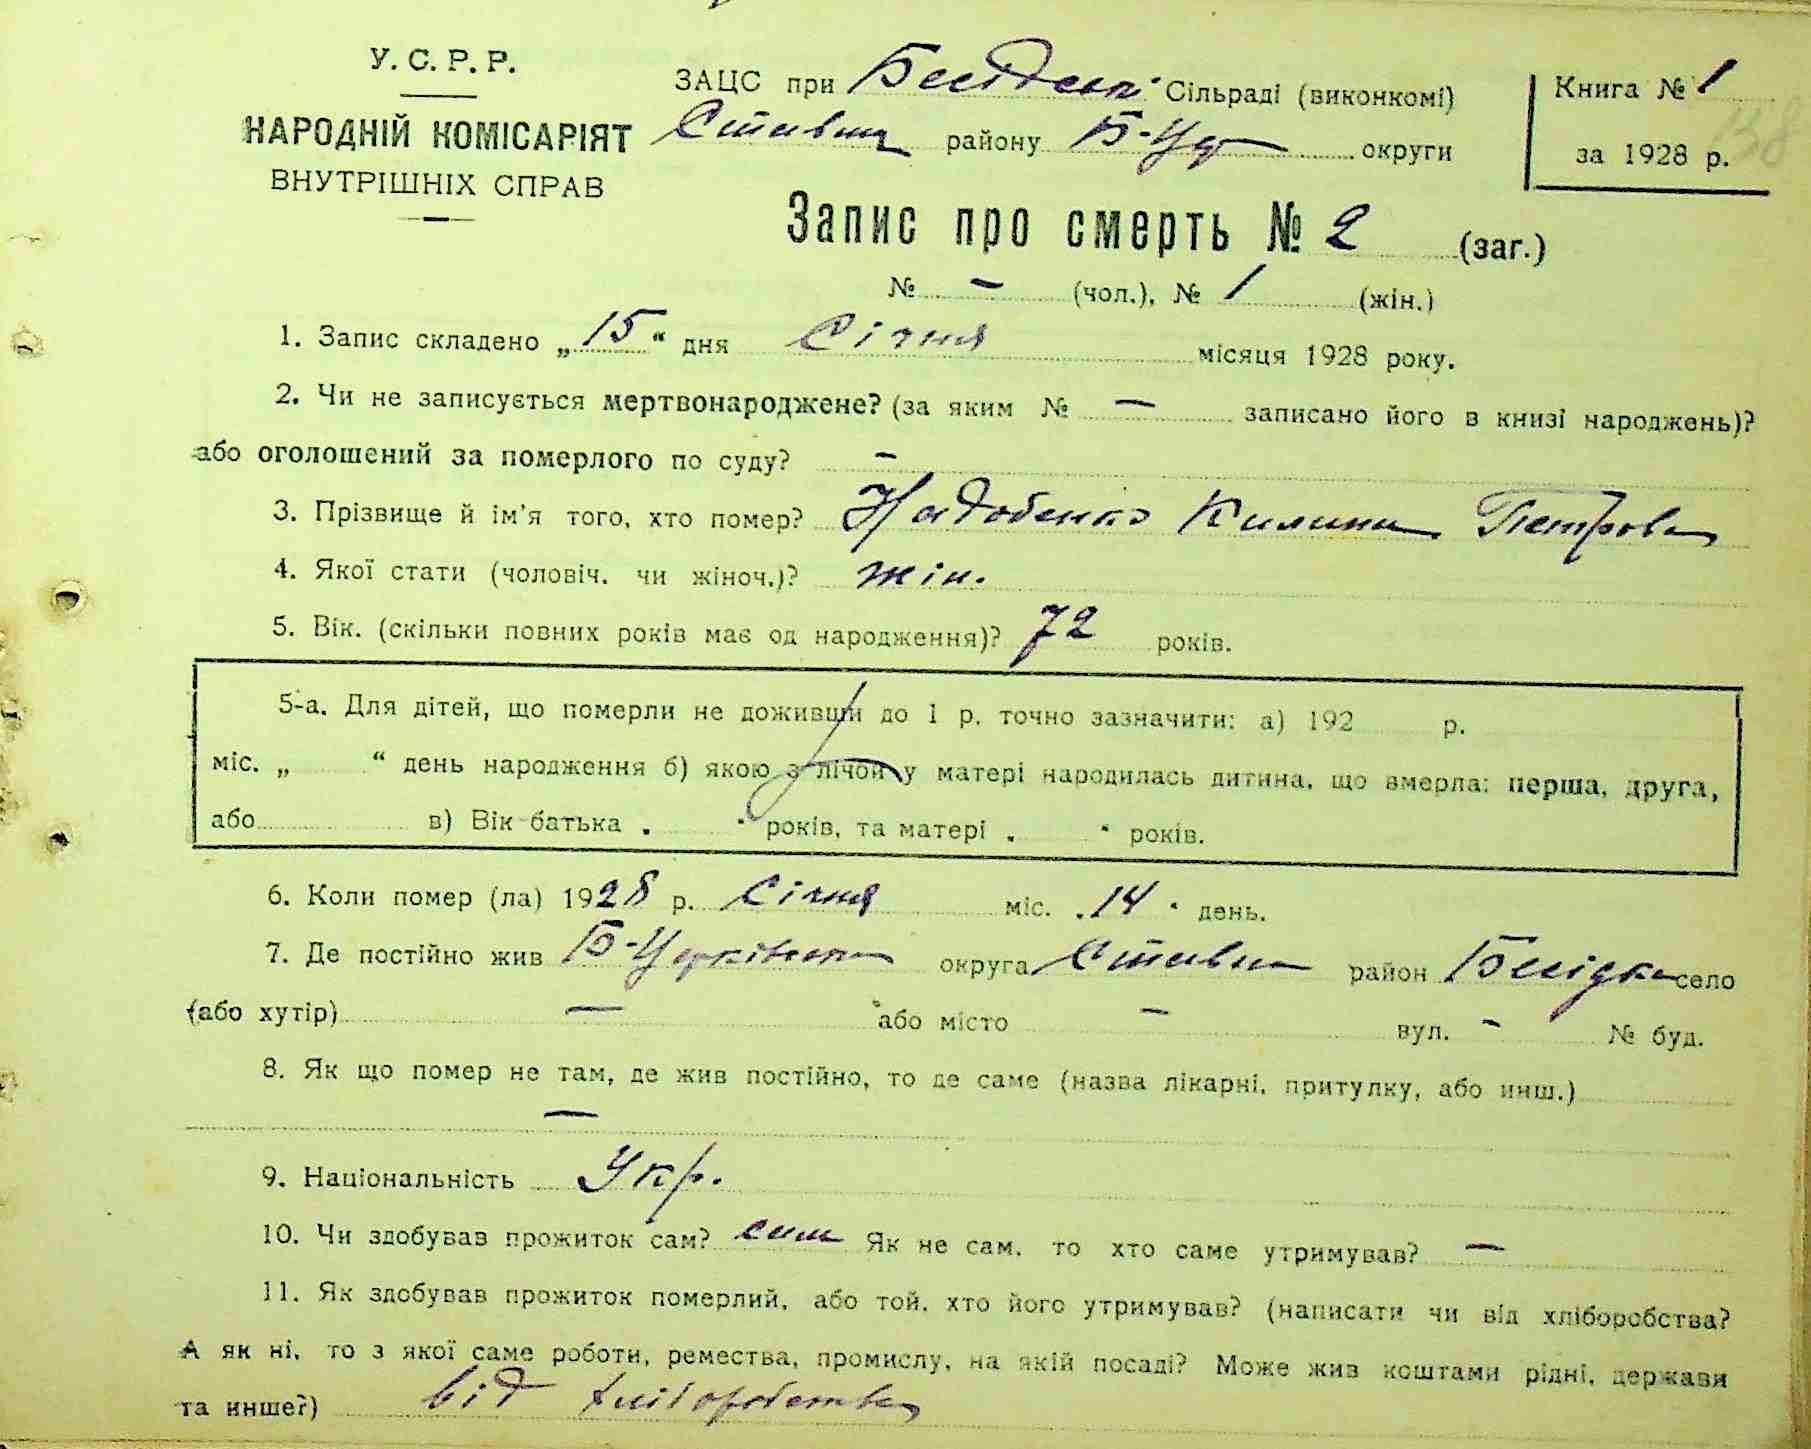 У. С. Р. Р.
НАРОДНІЙ КОМІСАРІЯТ
ВНУТРІШНІХ СПРАВ
ЗАЦС при Бесідській Сільраді (виконкомі)
Ставищ району Б-Цер округи
Книга № 1
за 1928 р.
138
Запис про смерть № 2 (заг.)
№ — (чол.), № 1 (жін.)
1. Запис складено „15“ дня Січня місяця 1928 року.
2. Чи не записується мертвонароджене? (за яким № — записано його в книзі народжень)?
або оголошений за померлого по суду? —
3. Прізвище й ім'я того, хто помер? Надобенко Килина Петрова
4. Якої стати (чоловіч. чи жіноч.)? жін.
5. Вік. (скільки повних років має од народження)? 72 років.
5-а. Для дітей, що померли не доживши до 1 р. точно зазначити: а) 192 р.
міс. „ “ день народження б) якою з лічби у матері народилась дитина, що вмерла: перша, друга,
або в) Вік батька „ “ років, та матері „ “ років.
6. Коли помер (ла) 1928 р. Січня міс. „14“ день.
7. Де постійно жив Б-Церківська округа Ставищ район Бесідка село
(або хутір) — або місто — вул. — № буд.
8. Як що помер не там, де жив постійно, то де саме (назва лікарні, притулку, або инш.)
—
9. Національність Укр.
10. Чи здобував прожиток сам? сам Як не сам, то хто саме утримував? —
11. Як здобував прожиток померлий, або той, хто його утримував? (написати чи від хліборобства?
А як ні, то з якої саме роботи, ремества, промислу, на якій посаді? Може жив коштами рідні, держави
та инше?) від хліборобства